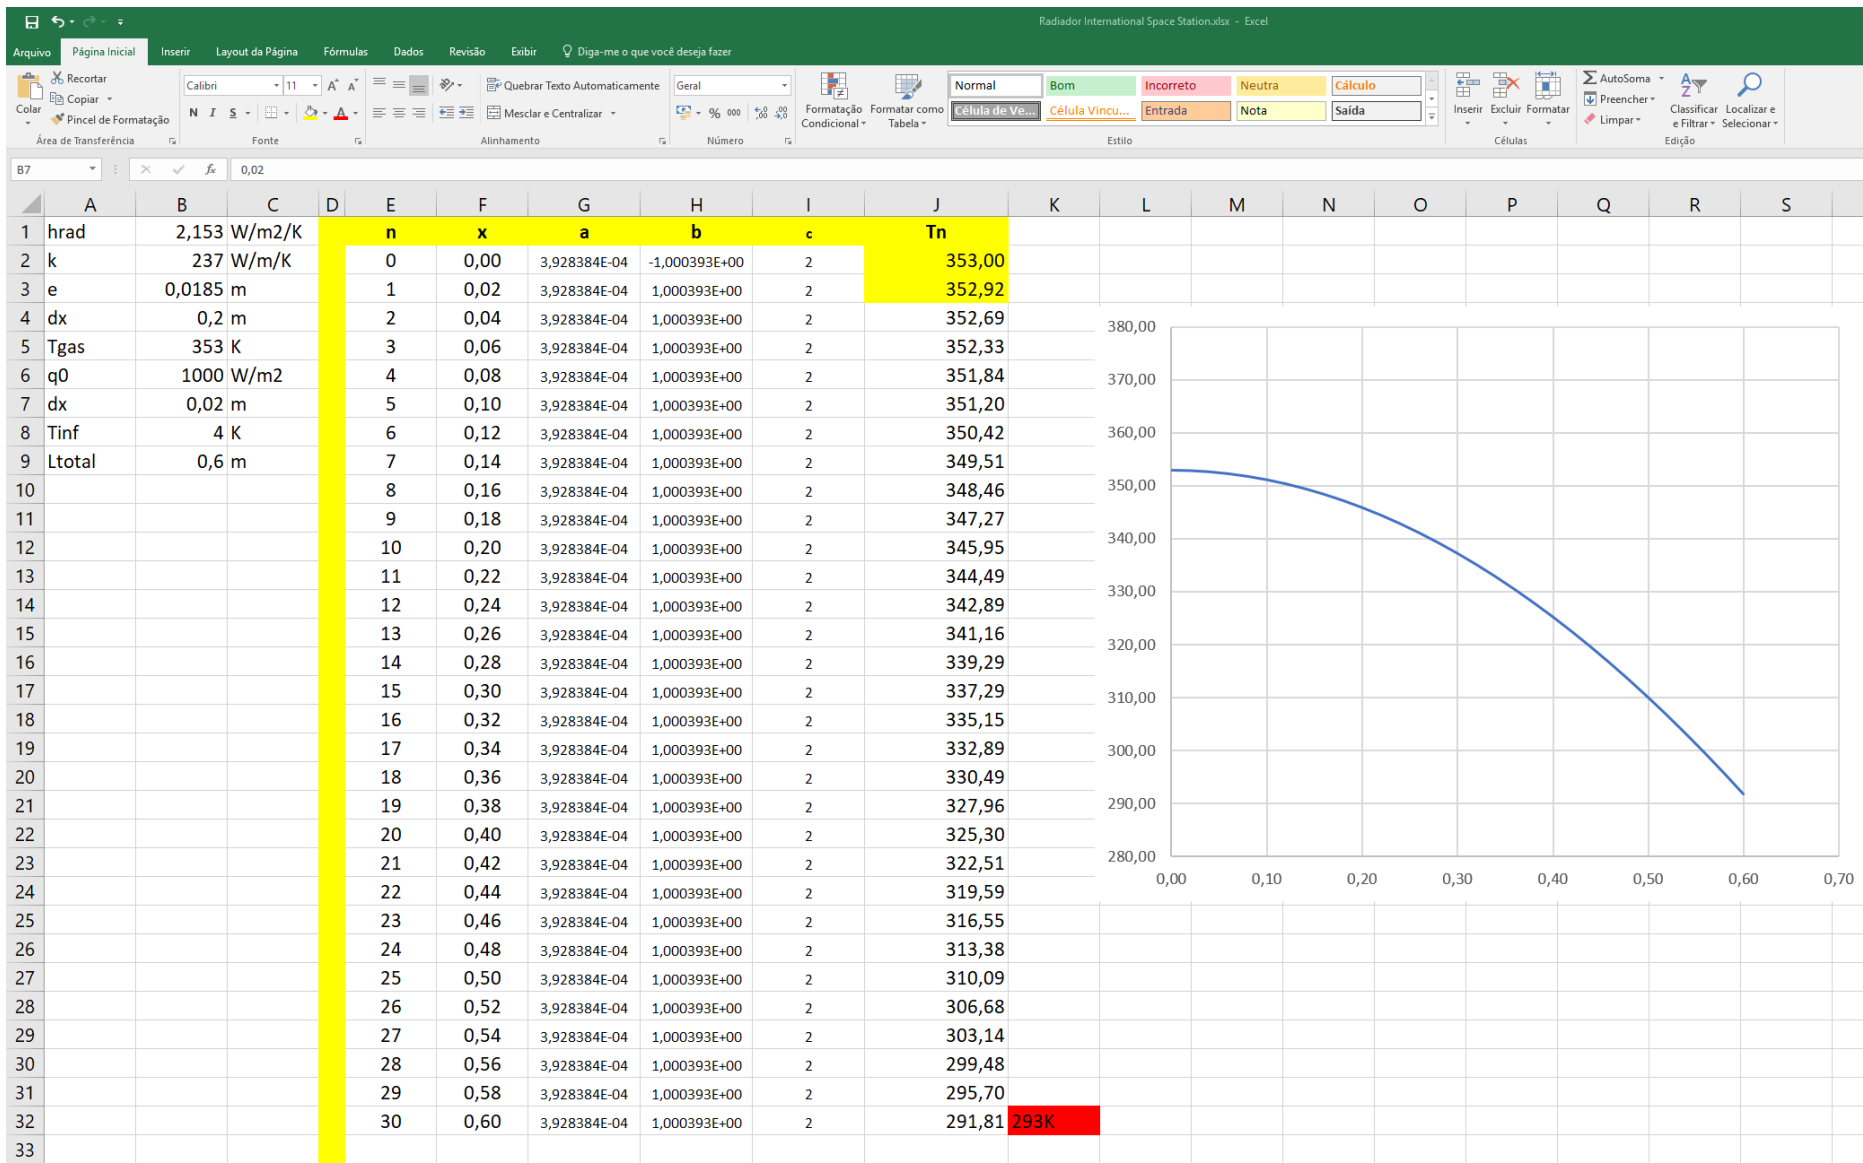 Radiador International Space Station.xlsx - Excel
Arquivo Página Inicial Inserir Layout da Página Fórmulas Dados Revisão Exibir Diga-me o que você deseja fazer
Colar
Recortar
Copiar
Pincel de Formatação
Área de Transferência
Calibri 11
N I S
Fonte
Quebrar Texto Automaticamente
Mesclar e Centralizar
Alinhamento
Geral
% 000
Número
Formatação Condicional
Formatar como Tabela
Normal Bom Incorreto Neutra Cálculo
Célula de Ve... Célula Vincu... Entrada Nota Saída
Estilo
Inserir Excluir Formatar
Células
AutoSoma
Preencher
Limpar
Classificar e Filtrar
Localizar e Selecionar
Edição
B7 fx 0,02
A B C D E F G H I J K L M N O P Q R S
1 hrad 2,153 W/m2/K n x a b c Tn
2 k 237 W/m/K 0 0,00 3,928384E-04 -1,000393E+00 2 353,00
3 e 0,0185 m 1 0,02 3,928384E-04 1,000393E+00 2 352,92
4 dx 0,2 m 2 0,04 3,928384E-04 1,000393E+00 2 352,69
5 Tgas 353 K 3 0,06 3,928384E-04 1,000393E+00 2 352,33
6 q0 1000 W/m2 4 0,08 3,928384E-04 1,000393E+00 2 351,84
7 dx 0,02 m 5 0,10 3,928384E-04 1,000393E+00 2 351,20
8 Tinf 4 K 6 0,12 3,928384E-04 1,000393E+00 2 350,42
9 Ltotal 0,6 m 7 0,14 3,928384E-04 1,000393E+00 2 349,51
10 8 0,16 3,928384E-04 1,000393E+00 2 348,46
11 9 0,18 3,928384E-04 1,000393E+00 2 347,27
12 10 0,20 3,928384E-04 1,000393E+00 2 345,95
13 11 0,22 3,928384E-04 1,000393E+00 2 344,49
14 12 0,24 3,928384E-04 1,000393E+00 2 342,89
15 13 0,26 3,928384E-04 1,000393E+00 2 341,16
16 14 0,28 3,928384E-04 1,000393E+00 2 339,29
17 15 0,30 3,928384E-04 1,000393E+00 2 337,29
18 16 0,32 3,928384E-04 1,000393E+00 2 335,15
19 17 0,34 3,928384E-04 1,000393E+00 2 332,89
20 18 0,36 3,928384E-04 1,000393E+00 2 330,49
21 19 0,38 3,928384E-04 1,000393E+00 2 327,96
22 20 0,40 3,928384E-04 1,000393E+00 2 325,30
23 21 0,42 3,928384E-04 1,000393E+00 2 322,51
24 22 0,44 3,928384E-04 1,000393E+00 2 319,59
25 23 0,46 3,928384E-04 1,000393E+00 2 316,55
26 24 0,48 3,928384E-04 1,000393E+00 2 313,38
27 25 0,50 3,928384E-04 1,000393E+00 2 310,09
28 26 0,52 3,928384E-04 1,000393E+00 2 306,68
29 27 0,54 3,928384E-04 1,000393E+00 2 303,14
30 28 0,56 3,928384E-04 1,000393E+00 2 299,48
31 29 0,58 3,928384E-04 1,000393E+00 2 295,70
32 30 0,60 3,928384E-04 1,000393E+00 2 291,81 293K
33
380,00
370,00
360,00
350,00
340,00
330,00
320,00
310,00
300,00
290,00
280,00
0,00 0,10 0,20 0,30 0,40 0,50 0,60 0,70